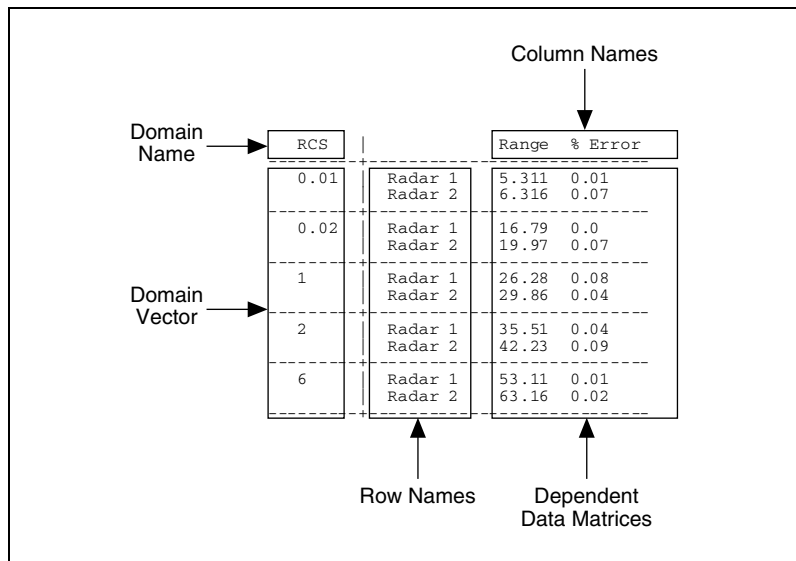 Column Names
Domain
Name
RCS | Range % Error
0.01 | Radar 1 5.311 0.01
Radar 2 6.316 0.07
0.02 | Radar 1 16.79 0.0
Radar 2 19.97 0.07
1 | Radar 1 26.28 0.08
Radar 2 29.86 0.04
Domain
Vector
2 | Radar 1 35.51 0.04
Radar 2 42.23 0.09
6 | Radar 1 53.11 0.01
Radar 2 63.16 0.02
Row Names
Dependent
Data Matrices